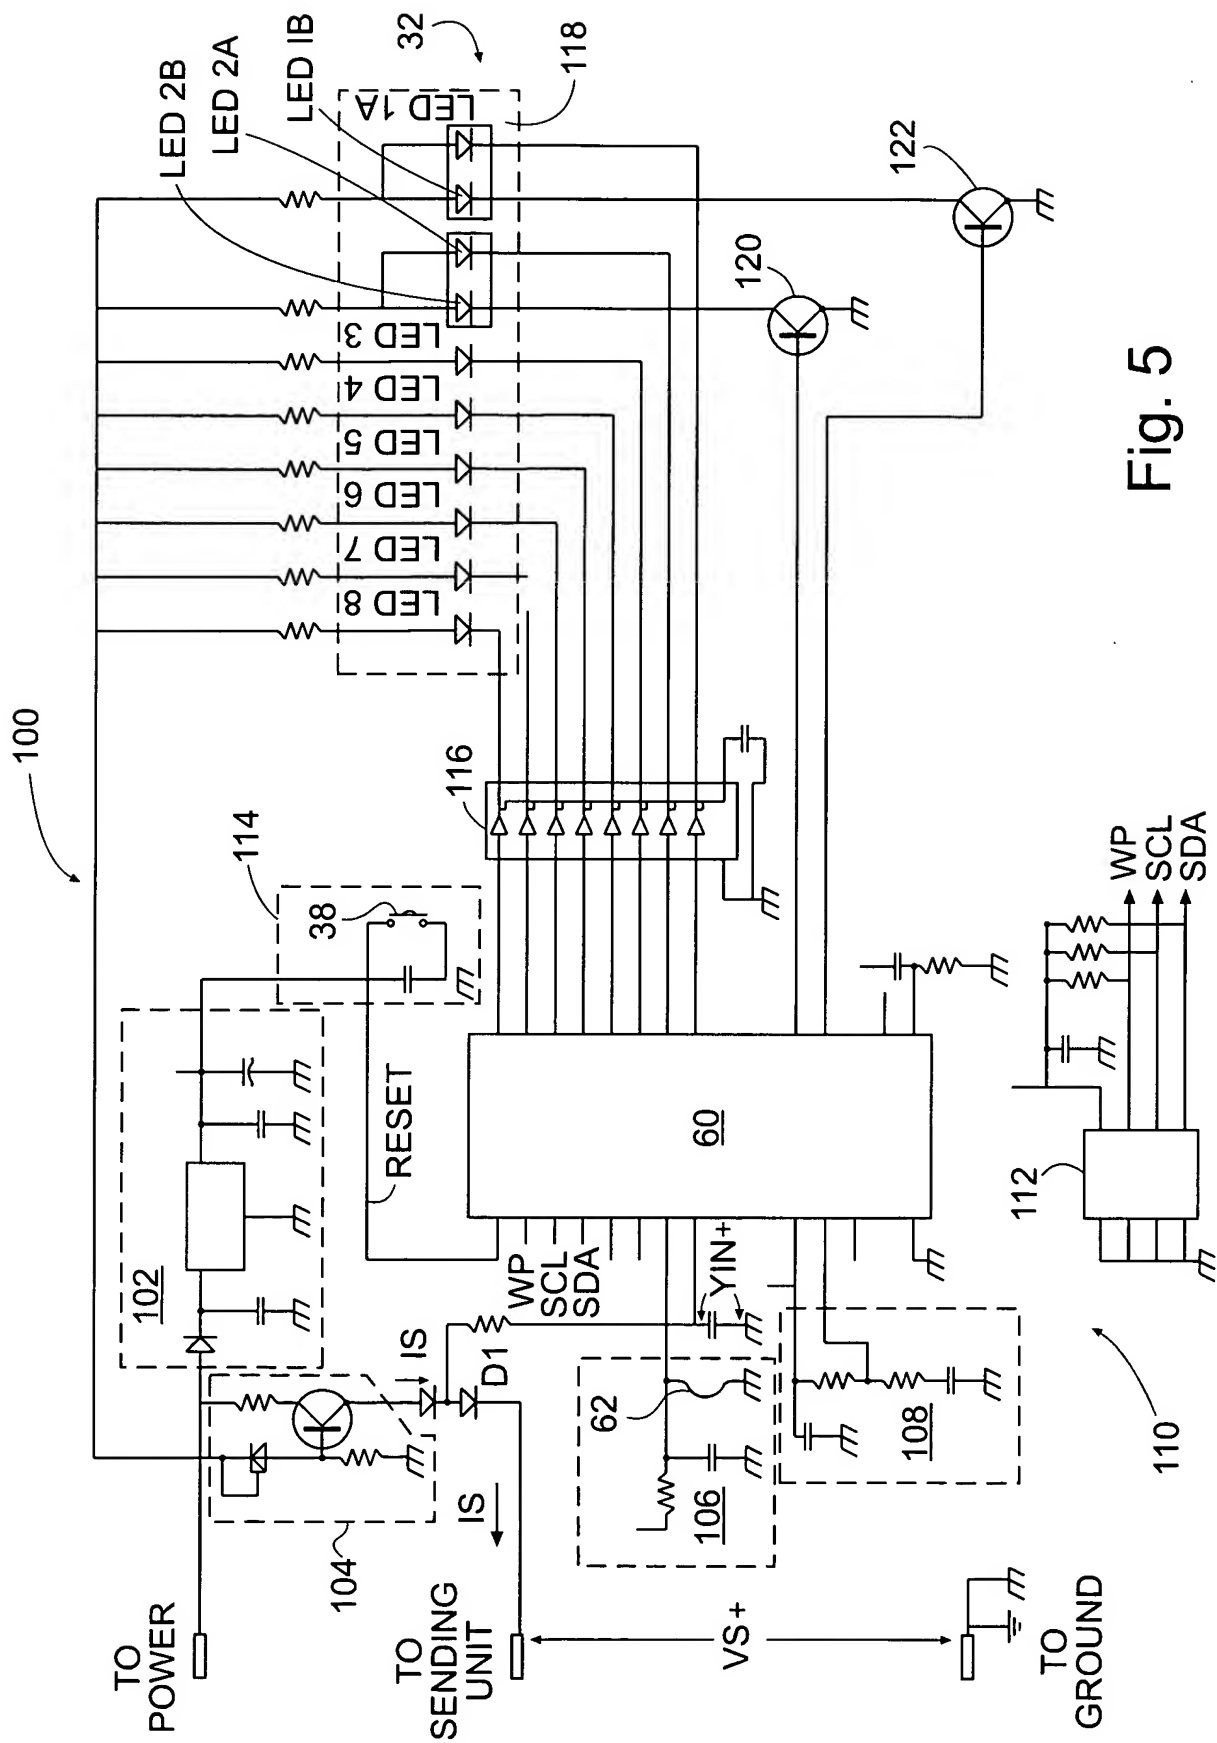 100
32
LED 2B
LED 2A
LED IB
LED 1A
118
LED 3
LED 4
LED 5
LED 6
LED 7
LED 8
122
120
116
114
38
102
RESET
60
WP
SCL
SDA
112
WP
SCL
SDA
YIN+
IS
D1
62
108
106
110
104
IS
TO
POWER
TO
SENDING
UNIT
VS+
TO
GROUND
Fig. 5